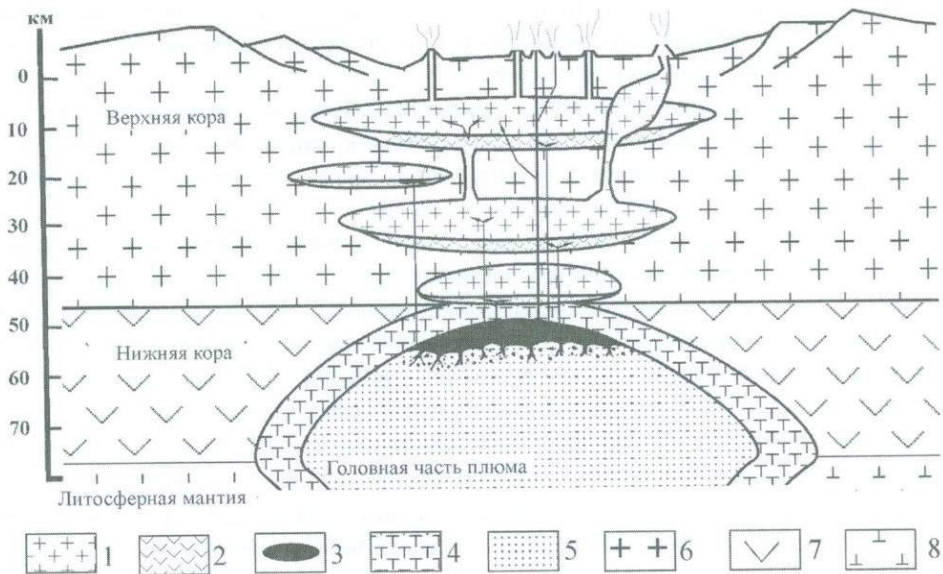 км
0
10
Верхняя кора
20
30
40
50
Нижняя кора
60
70
Головная часть плюма
Литосферная мантия
1 2 3 4 5 6 7 8